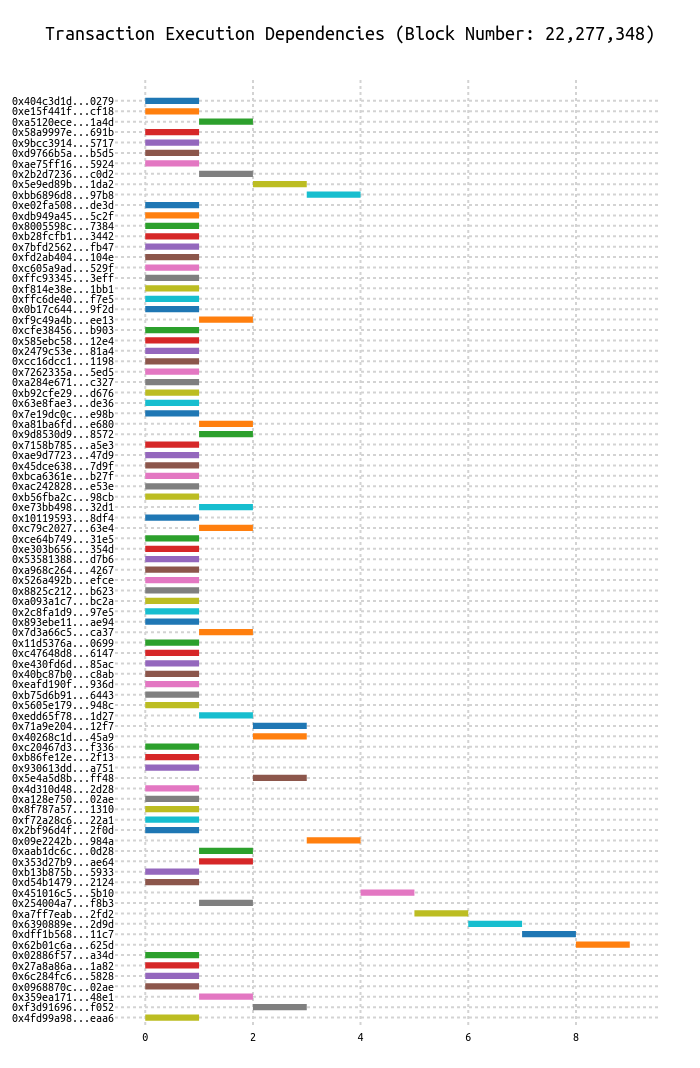 Transaction Execution Dependencies (Block Number: 22,277,348)
0x404c3d1d...0279
0xe15f441f...cf18
0xa5120ece...1a4d
0x58a9997e...691b
0x9bcc3914...5717
0xd9766b5a...b5d5
0xae75ff16...5924
0x2b2d7236...c0d2
0x5e9ed89b...1da2
0xbb6896d8...97b8
0xe02fa508...de3d
0xdb949a45...5c2f
0x8005598c...7384
0xb28fcfb1...3442
0x7bfd2562...fb47
0xfd2ab404...104e
0xc605a9ad...529f
0xffc93345...3eff
0xf814e38e...1bb1
0xffc6de40...f7e5
0x0b17c644...9f2d
0xf9c49a4b...ee13
0xcfe38456...b903
0x585ebc58...12e4
0x2479c53e...81a4
0xcc16dcc1...1198
0x7262335a...5ed5
0xa284e671...c327
0xb92cfe29...d676
0x63e8fae3...de36
0x7e19dc0c...e98b
0xa81ba6fd...e680
0x9d8530d9...8572
0x7158b785...a5e3
0xae9d7723...47d9
0x45dce638...7d9f
0xbca6361e...b27f
0xac242828...e53e
0xb56fba2c...98cb
0xe73bb498...32d1
0x10119593...8df4
0xc79c2027...63e4
0xce64b749...31e5
0xe303b656...354d
0x53581388...d7b6
0xa968c264...4267
0x526a492b...efce
0x8825c212...b623
0xa093a1c7...bc2a
0x2c8fa1d9...97e5
0x893ebe11...ae94
0x7d3a66c5...ca37
0x11d5376a...0699
0xc47648d8...6147
0xe430fd6d...85ac
0x40bc87b0...c8ab
0xeafd190f...936d
0xb75d6b91...6443
0x5605e179...948c
0xedd65f78...1d27
0x71a9e204...12f7
0x40268c1d...45a9
0xc20467d3...f336
0xb86fe12e...2f13
0x930613dd...a751
0x5e4a5d8b...ff48
0x4d310d48...2d28
0xa128e750...02ae
0x8f787a57...1310
0xf72a28c6...22a1
0x2bf96d4f...2f0d
0x09e2242b...984a
0xaab1dc6c...0d28
0x353d27b9...ae64
0xb13b875b...5933
0xd54b1479...2124
0x451016c5...5b10
0x254004a7...f8b3
0xa7ff7eab...2fd2
0x6390889e...2d9d
0xdff1b568...11c7
0x62b01c6a...625d
0x02886f57...a34d
0x27a8a86a...1a82
0x6c284fc6...5828
0x0968870c...02ae
0x359ea171...48e1
0xf3d91696...f052
0x4fd99a98...eaa6
0 2 4 6 8